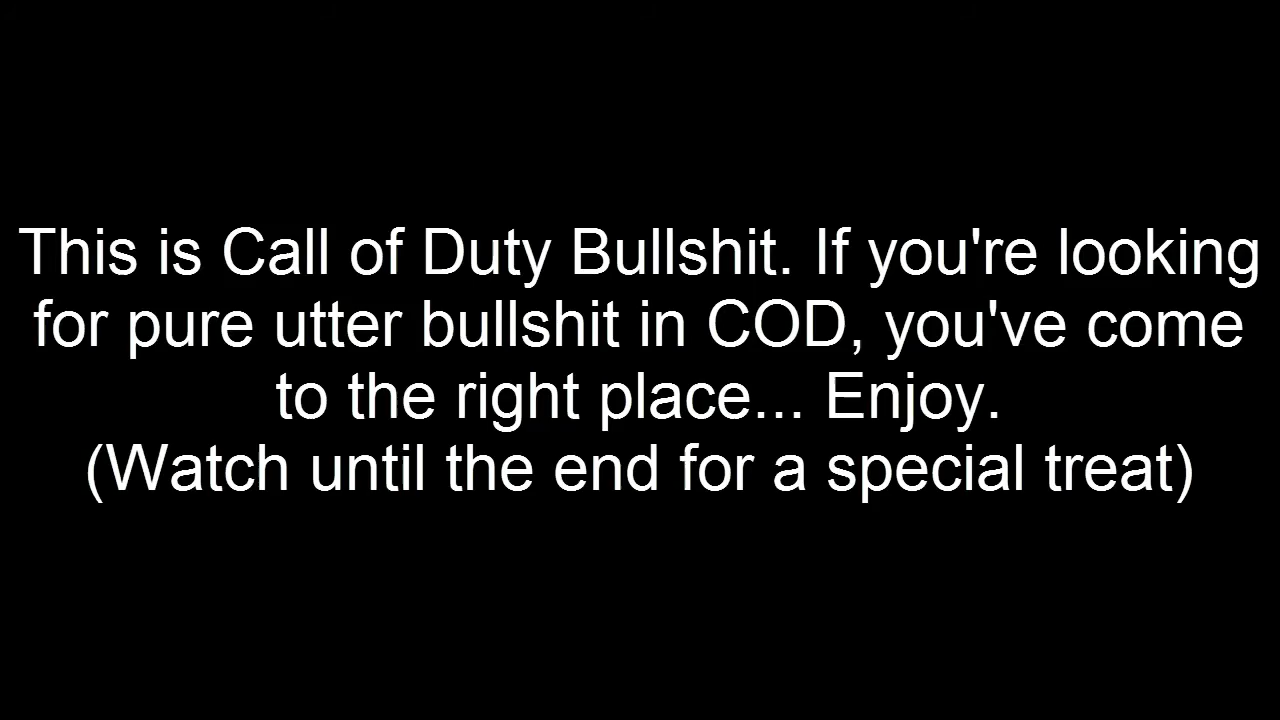 This is Call of Duty Bullshit. If you're looking
for pure utter bullshit in COD, you've come
to the right place... Enjoy.
(Watch until the end for a special treat)